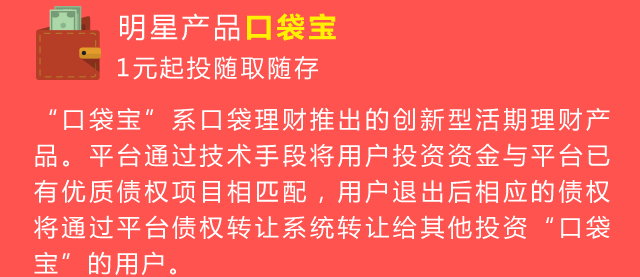 明星产品口袋宝
1元起投随取随存
“口袋宝”系口袋理财推出的创新型活期理财产
品。平台通过技术手段将用户投资资金与平台已
有优质债权项目相匹配，用户退出后相应的债权
将通过平台债权转让系统转让给其他投资“口袋
宝”的用户。